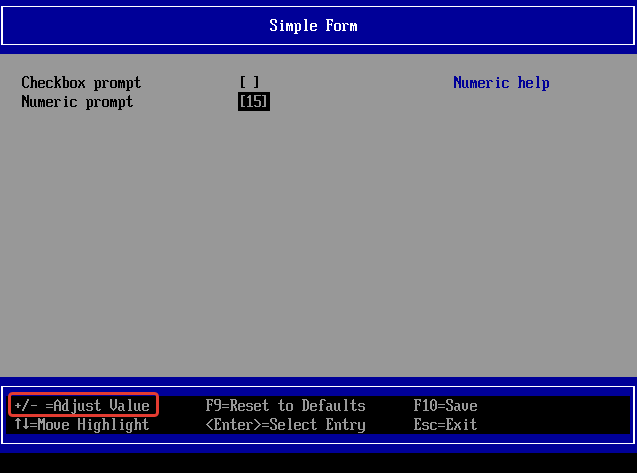 Simple Form
Checkbox prompt [ ] Numeric help
Numeric prompt [15]
+/- =Adjust Value F9=Reset to Defaults F10=Save
↑↓=Move Highlight <Enter>=Select Entry Esc=Exit